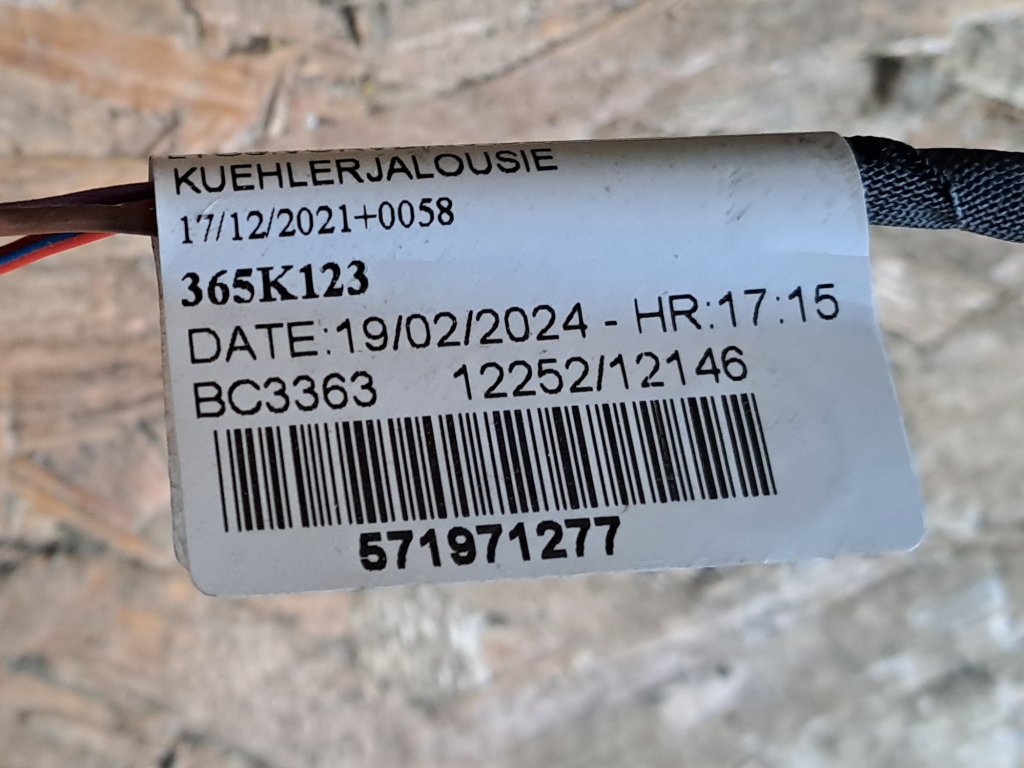 KUEHLERJALOUSIE
17/12/2021+0058
365K123
DATE:19/02/2024 - HR:17:15
BC3363 12252/12146
571971277